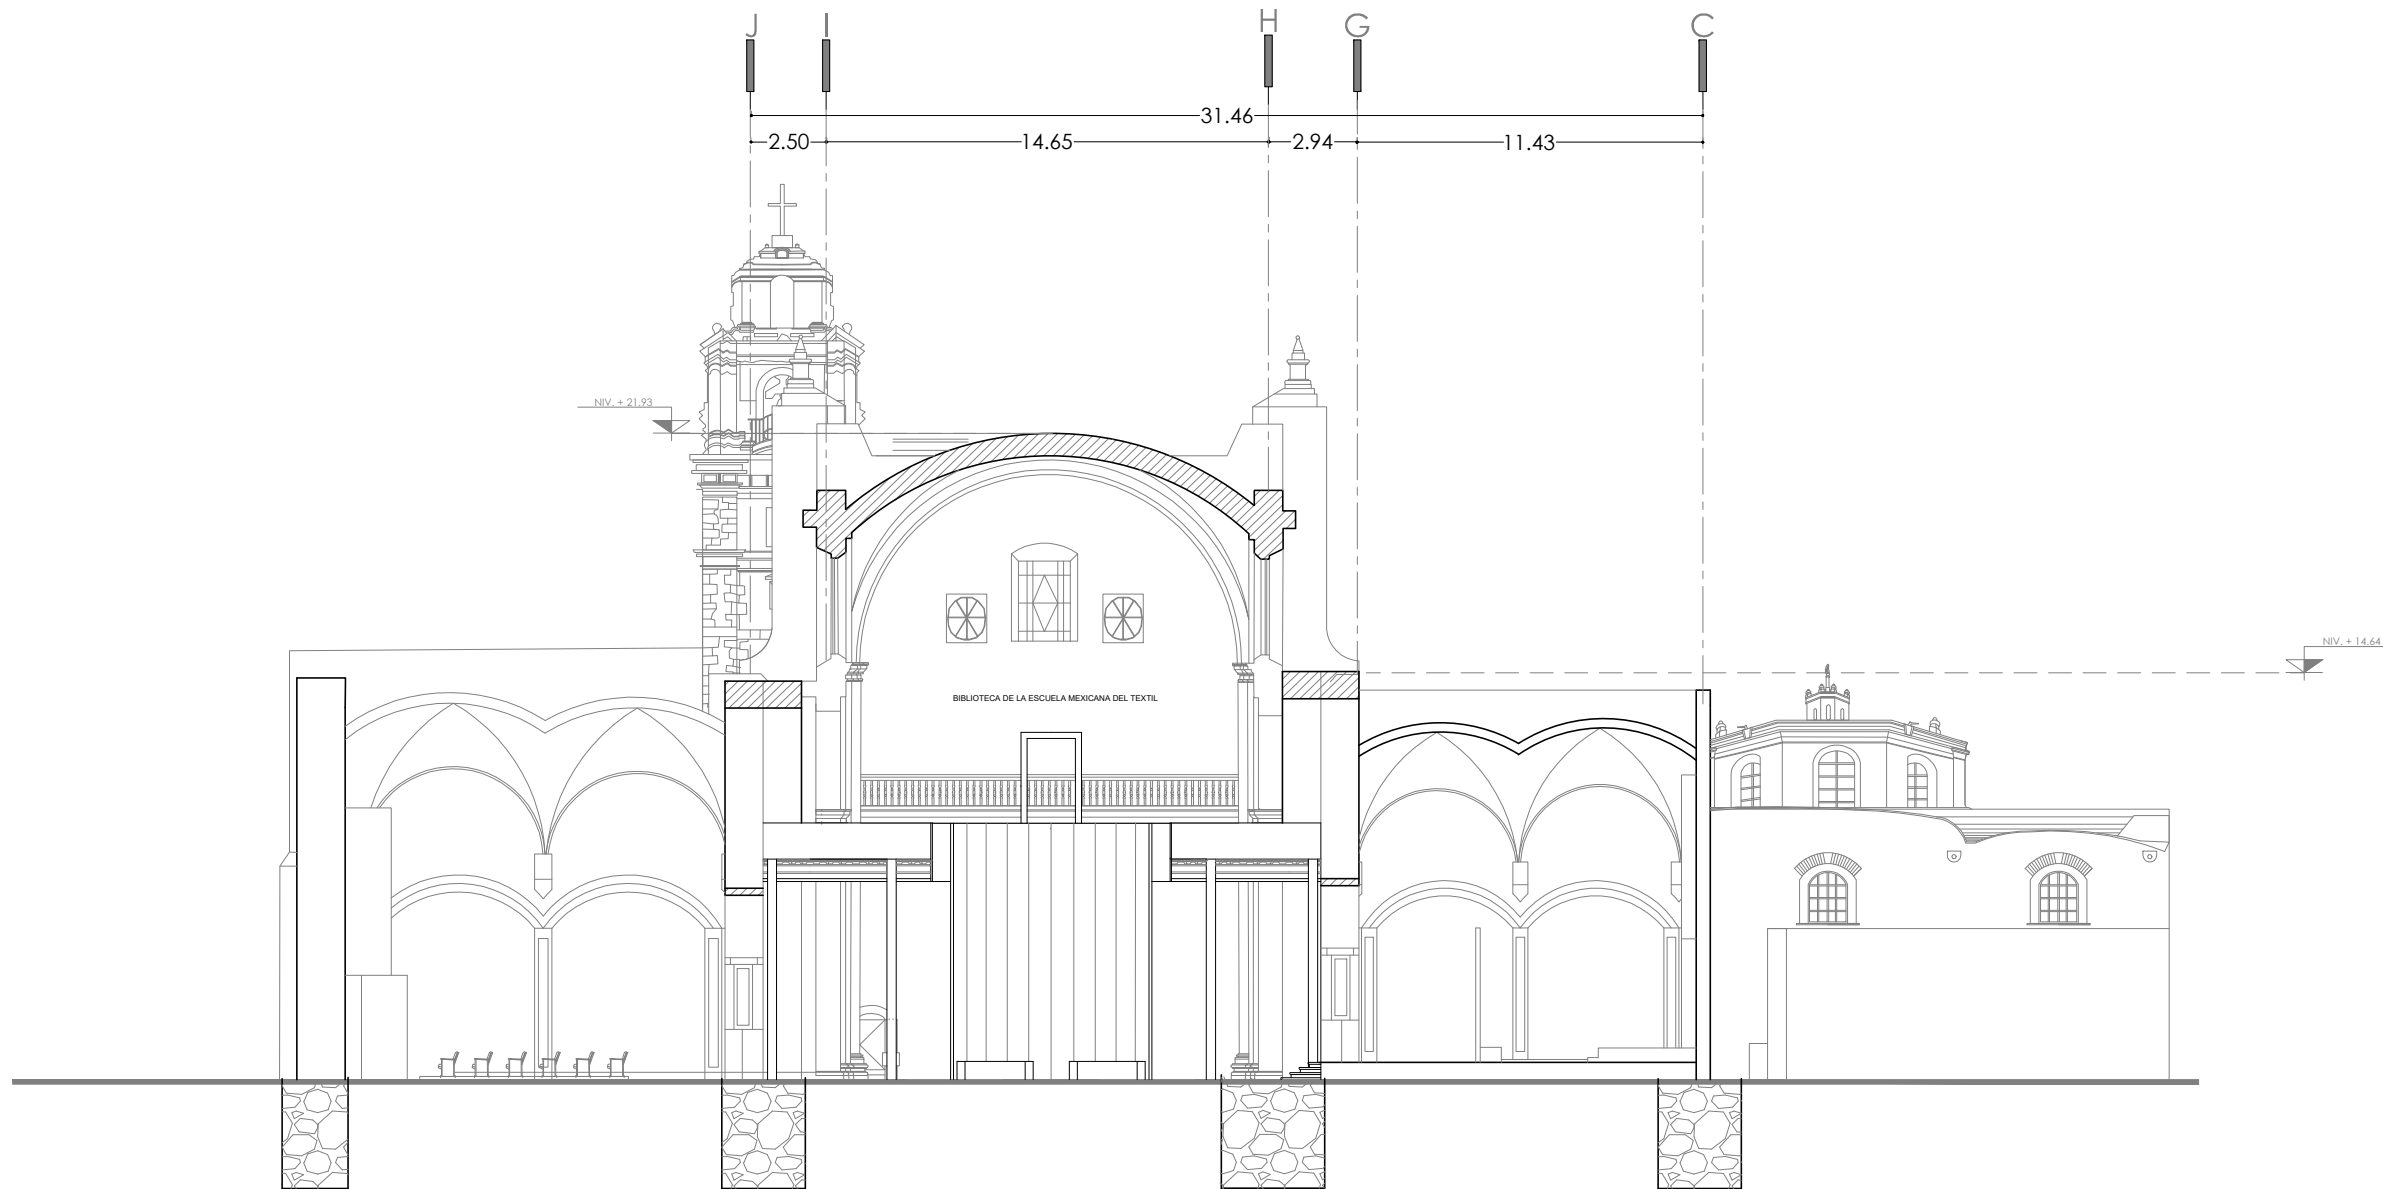 J I H G C
31.46
2.50 14.65 2.94 11.43
NIV. + 21.93
NIV. + 14.64
BIBLIOTECA DE LA ESCUELA MEXICANA DEL TEXTIL